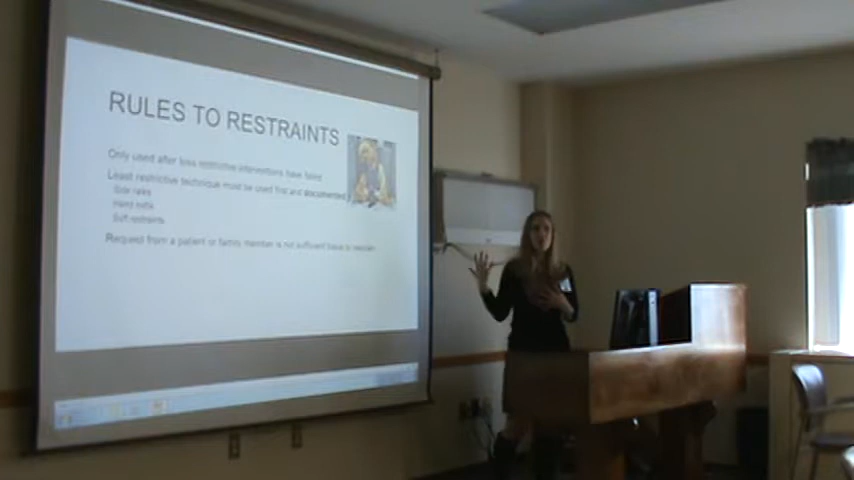 RULES TO RESTRAINTS
Only used after less restrictive interventions have failed
Least restrictive technique must be used first and documented
Side rails
Hand mitts
Soft restraints
Request from a patient or family member is not sufficient basis to restrain